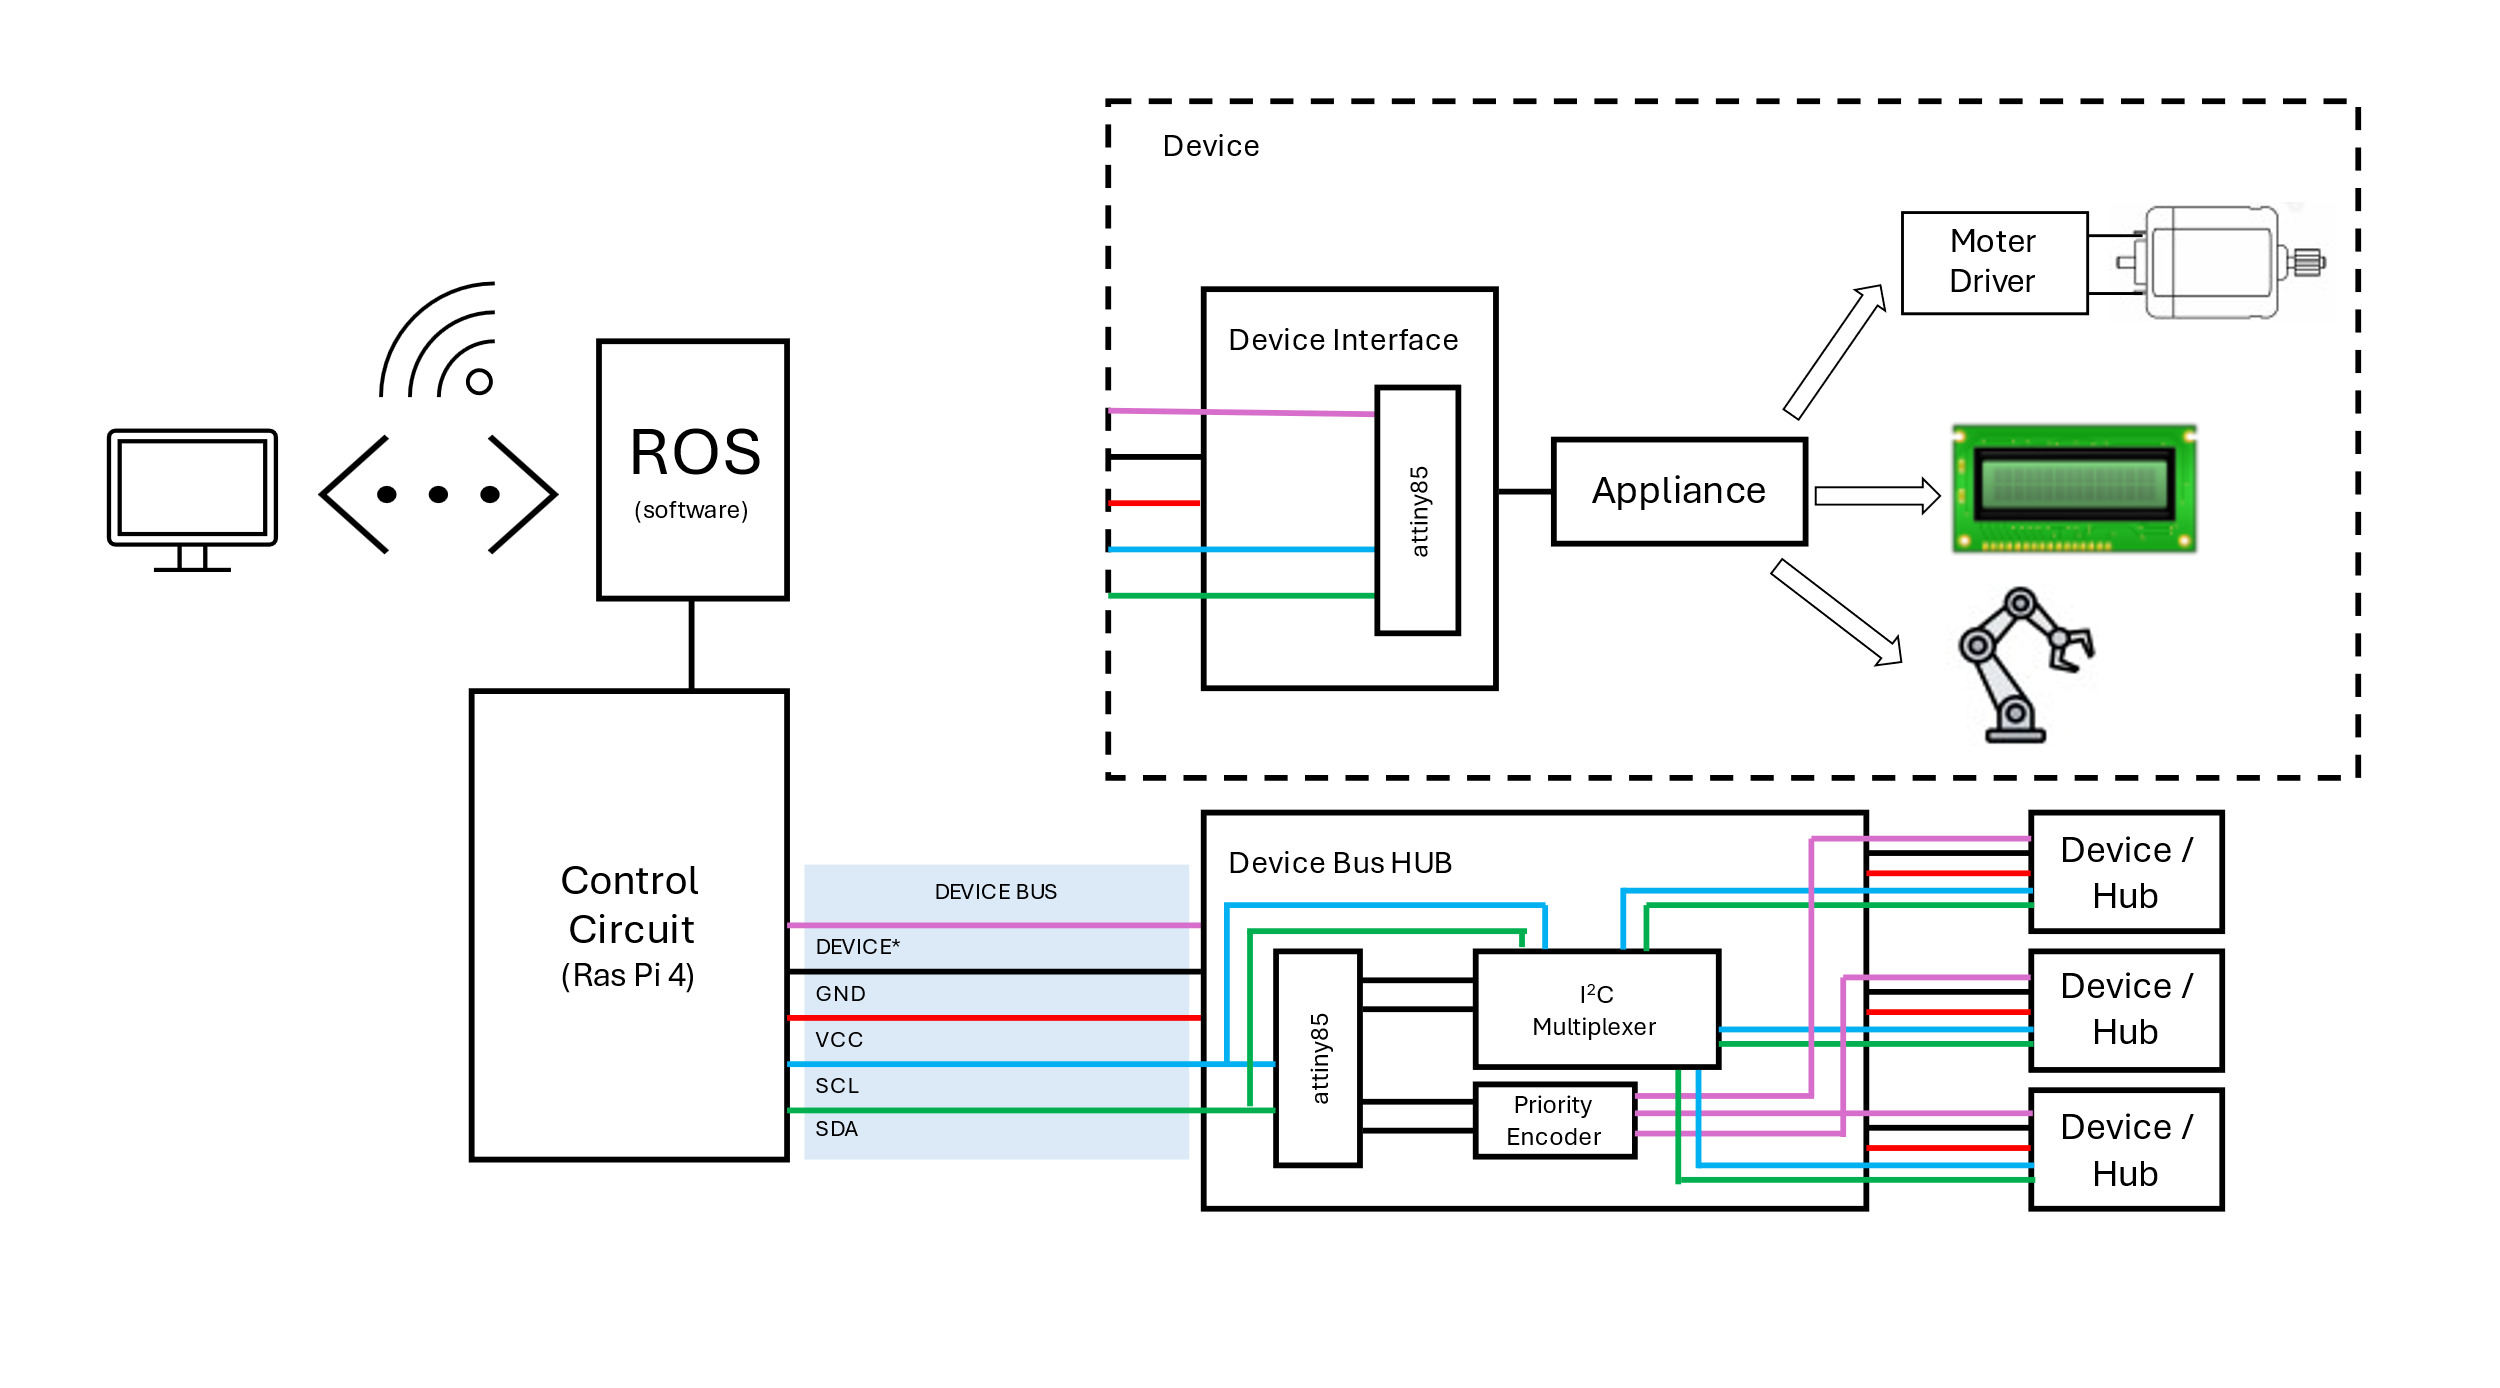 Device
Moter
Driver
Device Interface
attiny85
Appliance
ROS
(software)
Control
Circuit
(Ras Pi 4)
DEVICE BUS
DEVICE*
GND
VCC
SCL
SDA
Device Bus HUB
attiny85
I²C
Multiplexer
Priority
Encoder
Device /
Hub
Device /
Hub
Device /
Hub